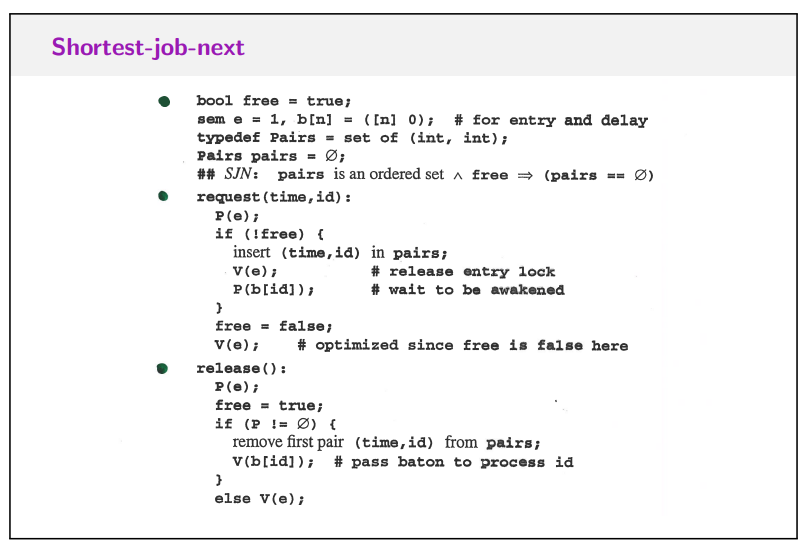 Shortest-job-next
bool free = true;
sem e = 1, b[n] = ([n] 0);  # for entry and delay
typedef Pairs = set of (int, int);
Pairs pairs = ∅;
## SJN: pairs is an ordered set ∧ free ⇒ (pairs == ∅)
request(time,id):
P(e);
if (!free) {
insert (time,id) in pairs;
V(e);          # release entry lock
P(b[id]);      # wait to be awakened
}
free = false;
V(e);    # optimized since free is false here
release():
P(e);
free = true;
if (P != ∅) {
remove first pair (time,id) from pairs;
V(b[id]);  # pass baton to process id
}
else V(e);